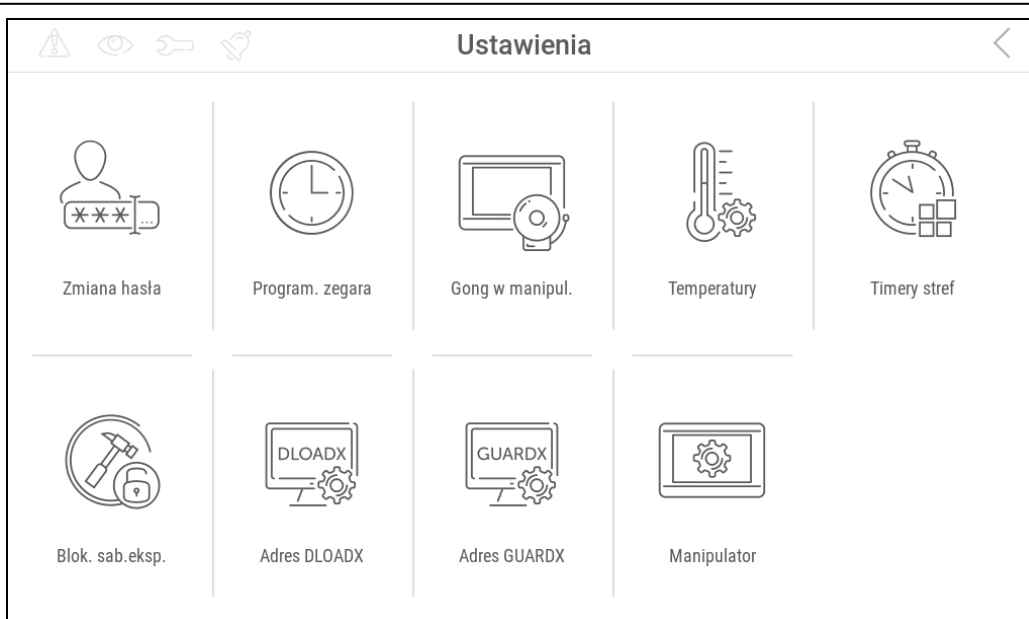 Ustawienia
***
...
Zmiana hasła
Program. zegara
Gong w manipul.
Temperatury
Timery stref
DLOADX
GUARDX
Blok. sab.eksp.
Adres DLOADX
Adres GUARDX
Manipulator